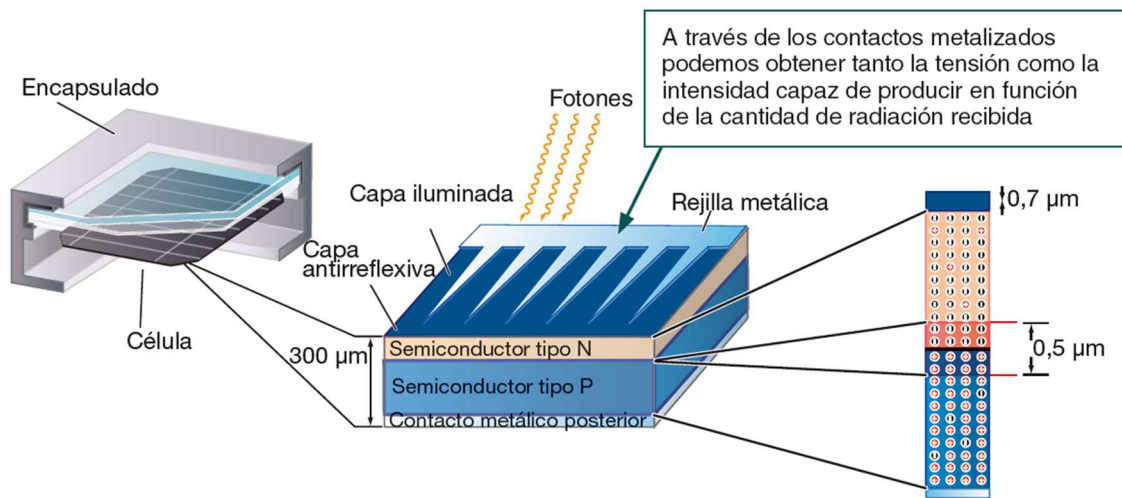 A través de los contactos metalizados
podemos obtener tanto la tensión como la
intensidad capaz de producir en función
de la cantidad de radiación recibida
Encapsulado
Fotones
Capa iluminada
Rejilla metálica
0,7 µm
Capa
antirreflexiva
Célula
300 µm
Semiconductor tipo N
0,5 µm
Semiconductor tipo P
Contacto metálico posterior